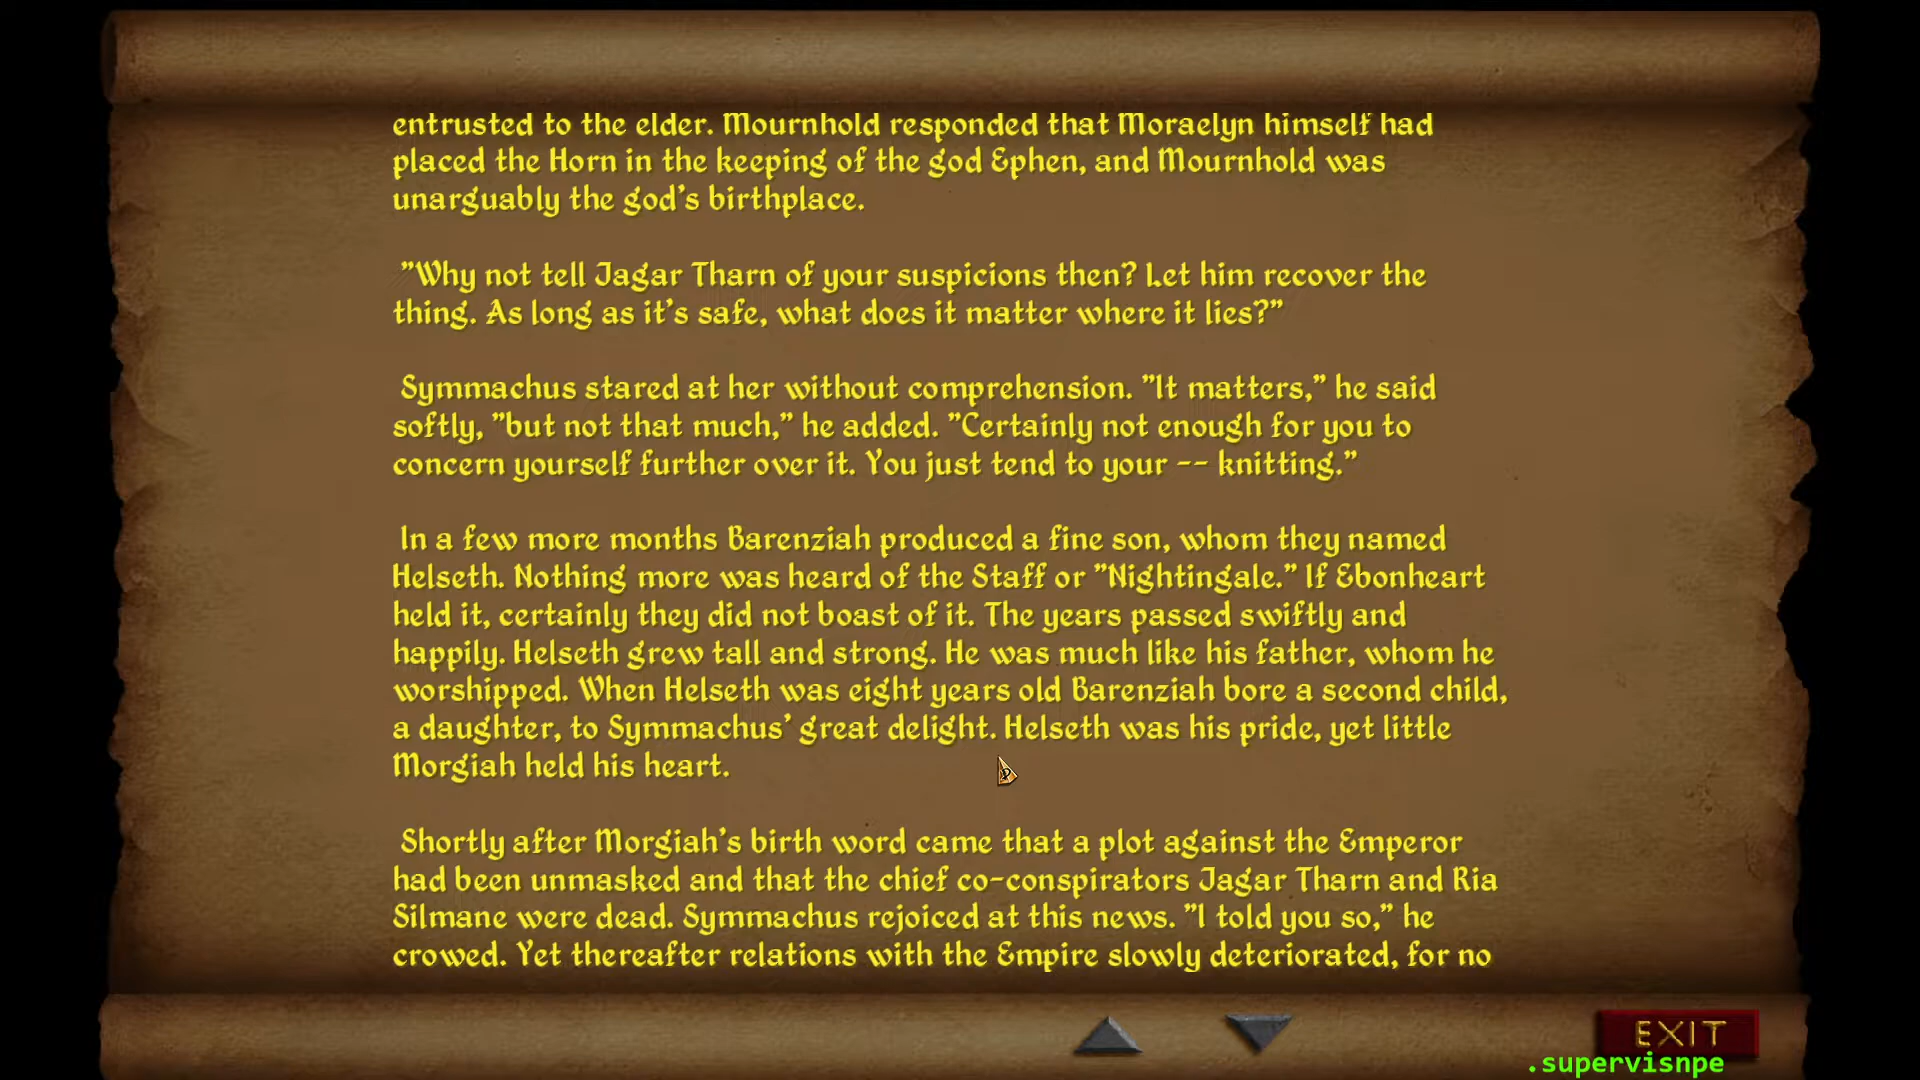 entrusted to the elder. Mournhold responded that Moraelyn himself had
placed the Horn in the keeping of the god Ephen, and Mournhold was
unarguably the god's birthplace.
"Why not tell Jagar Tharn of your suspicions then? Let him recover the
thing. As long as it's safe, what does it matter where it lies?"
Symmachus stared at her without comprehension. "It matters," he said
softly, "but not that much," he added. "Certainly not enough for you to
concern yourself further over it. You just tend to your -- knitting."
In a few more months Barenziah produced a fine son, whom they named
Helseth. Nothing more was heard of the Staff or "Nightingale." If Ebonheart
held it, certainly they did not boast of it. The years passed swiftly and
happily. Helseth grew tall and strong. He was much like his father, whom he
worshipped. When Helseth was eight years old Barenziah bore a second child,
a daughter, to Symmachus' great delight. Helseth was his pride, yet little
Morgiah held his heart.
Shortly after Morgiah's birth word came that a plot against the Emperor
had been unmasked and that the chief co-conspirators Jagar Tharn and Ria
Silmane were dead. Symmachus rejoiced at this news. "I told you so," he
crowed. Yet thereafter relations with the Empire slowly deteriorated, for no
EXIT
.supervisnpe